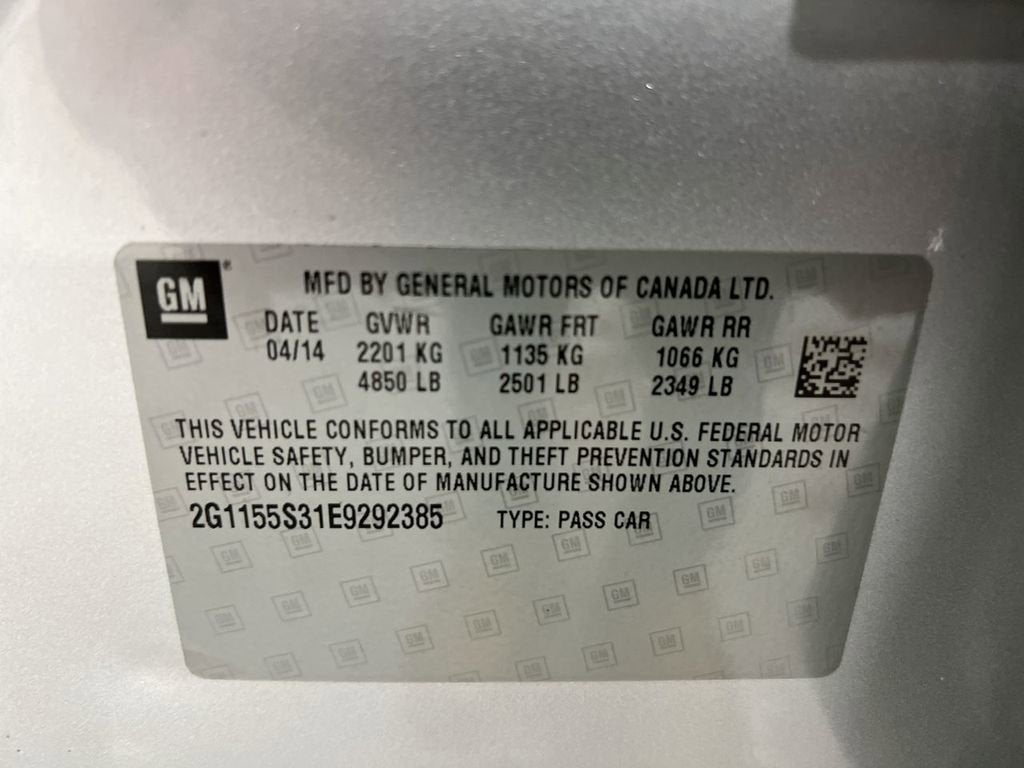 GM
MFD BY GENERAL MOTORS OF CANADA LTD.
DATE GVWR GAWR FRT GAWR RR
04/14 2201 KG 1135 KG 1066 KG
4850 LB 2501 LB 2349 LB
THIS VEHICLE CONFORMS TO ALL APPLICABLE U.S. FEDERAL MOTOR
VEHICLE SAFETY, BUMPER, AND THEFT PREVENTION STANDARDS IN
EFFECT ON THE DATE OF MANUFACTURE SHOWN ABOVE.
2G1155S31E9292385 TYPE: PASS CAR